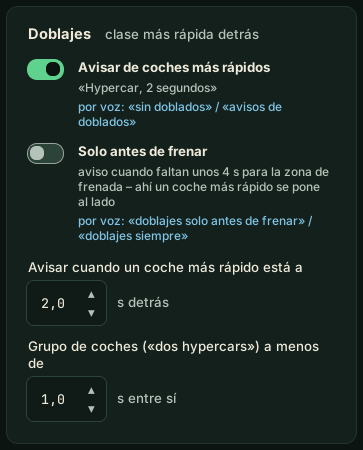 Doblajes clase más rápida detrás
Avisar de coches más rápidos
«Hypercar, 2 segundos»
por voz: «sin doblados» / «avisos de
doblados»
Solo antes de frenar
aviso cuando faltan unos 4 s para la zona de
frenada – ahí un coche más rápido se pone
al lado
por voz: «doblajes solo antes de frenar» /
«doblajes siempre»
Avisar cuando un coche más rápido está a
2,0 s detrás
Grupo de coches («dos hypercars») a menos
de
1,0 s entre sí